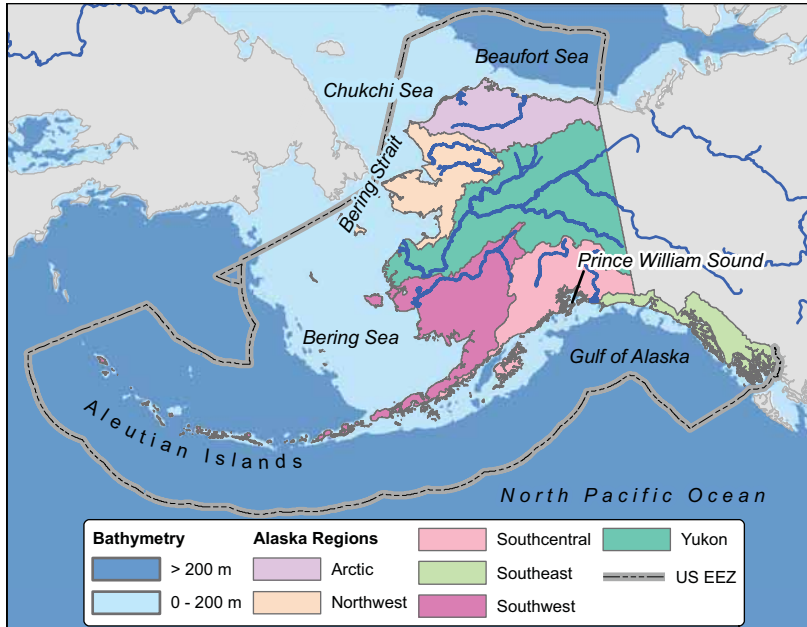 Beaufort Sea
Chukchi Sea
Bering Strait
Prince William Sound
Bering Sea
Gulf of Alaska
Aleutian Islands
North Pacific Ocean
Bathymetry
> 200 m
0 - 200 m
Alaska Regions
Arctic
Northwest
Southcentral
Southeast
Southwest
Yukon
US EEZ